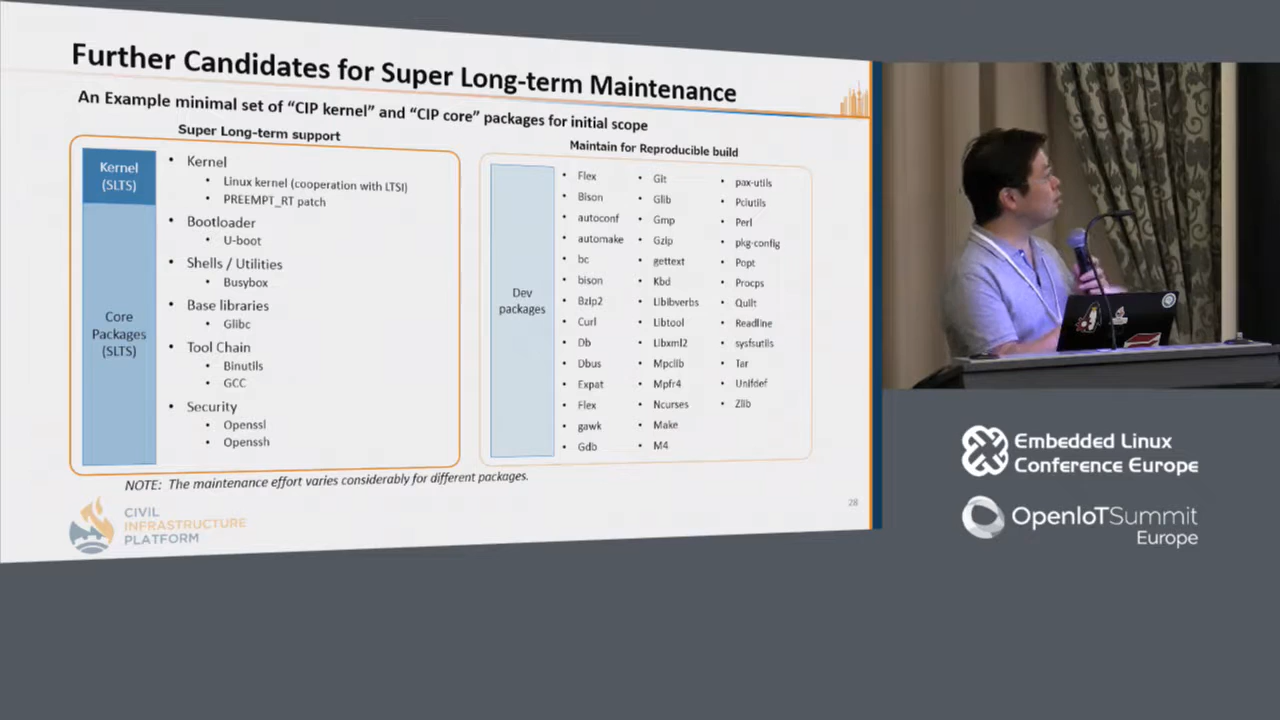 Further Candidates for Super Long-term Maintenance
An Example minimal set of “CIP kernel” and “CIP core” packages for initial scope
Super Long-term support
Kernel
(SLTS)
Core
Packages
(SLTS)
• Kernel
• Linux kernel (cooperation with LTSI)
• PREEMPT_RT patch
• Bootloader
• U-boot
• Shells / Utilities
• Busybox
• Base libraries
• Glibc
• Tool Chain
• Binutils
• GCC
• Security
• Openssl
• Openssh
Maintain for Reproducible build
Dev
packages
• Flex
• Bison
• autoconf
• automake
• bc
• bison
• Bzip2
• Curl
• Db
• Dbus
• Expat
• Flex
• gawk
• Gdb
• Git
• Glib
• Gmp
• Gzip
• gettext
• Kbd
• Libibverbs
• Libtool
• Libxml2
• Mpclib
• Mpfr4
• Ncurses
• Make
• M4
• pax-utils
• Pciutils
• Perl
• pkg-config
• Popt
• Procps
• Quilt
• Readline
• sysfsutils
• Tar
• Unifdef
• Zlib
NOTE: The maintenance effort varies considerably for different packages.
CIVIL
INFRASTRUCTURE
PLATFORM
28
Embedded Linux
Conference Europe
OpenIoTSummit
Europe